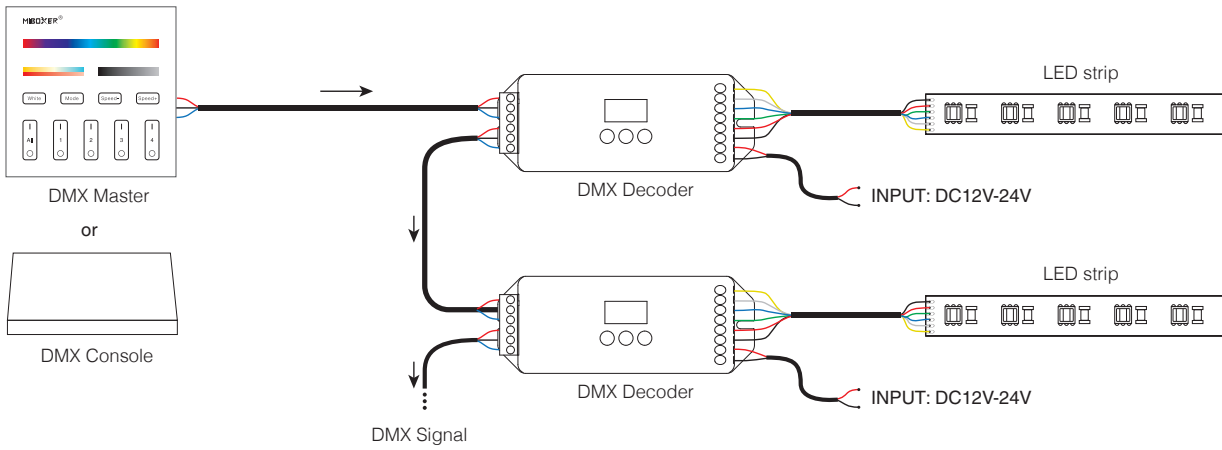 MIBOXER®
White Mode Speed- Speed+
All 1 2 3 4
DMX Master
or
DMX Console
DMX Decoder
LED strip
INPUT: DC12V-24V
DMX Decoder
LED strip
INPUT: DC12V-24V
DMX Signal